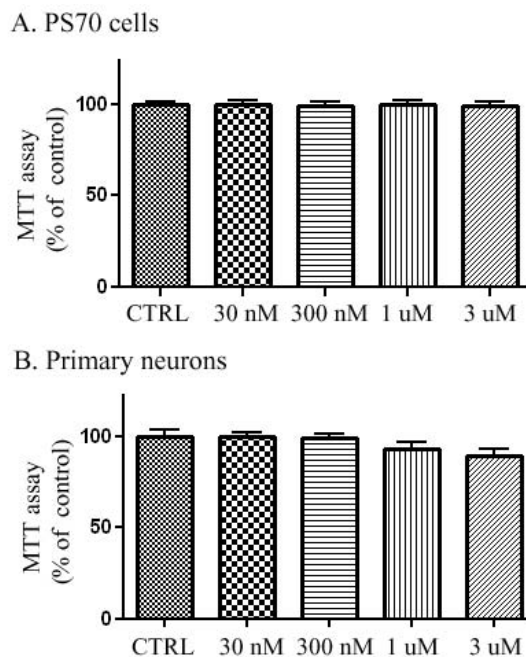 A. PS70 cells
MTT assay
(% of control)
100
50
0
CTRL 30 nM 300 nM 1 uM 3 uM
B. Primary neurons
MTT assay
(% of control)
100
50
0
CTRL 30 nM 300 nM 1 uM 3 uM